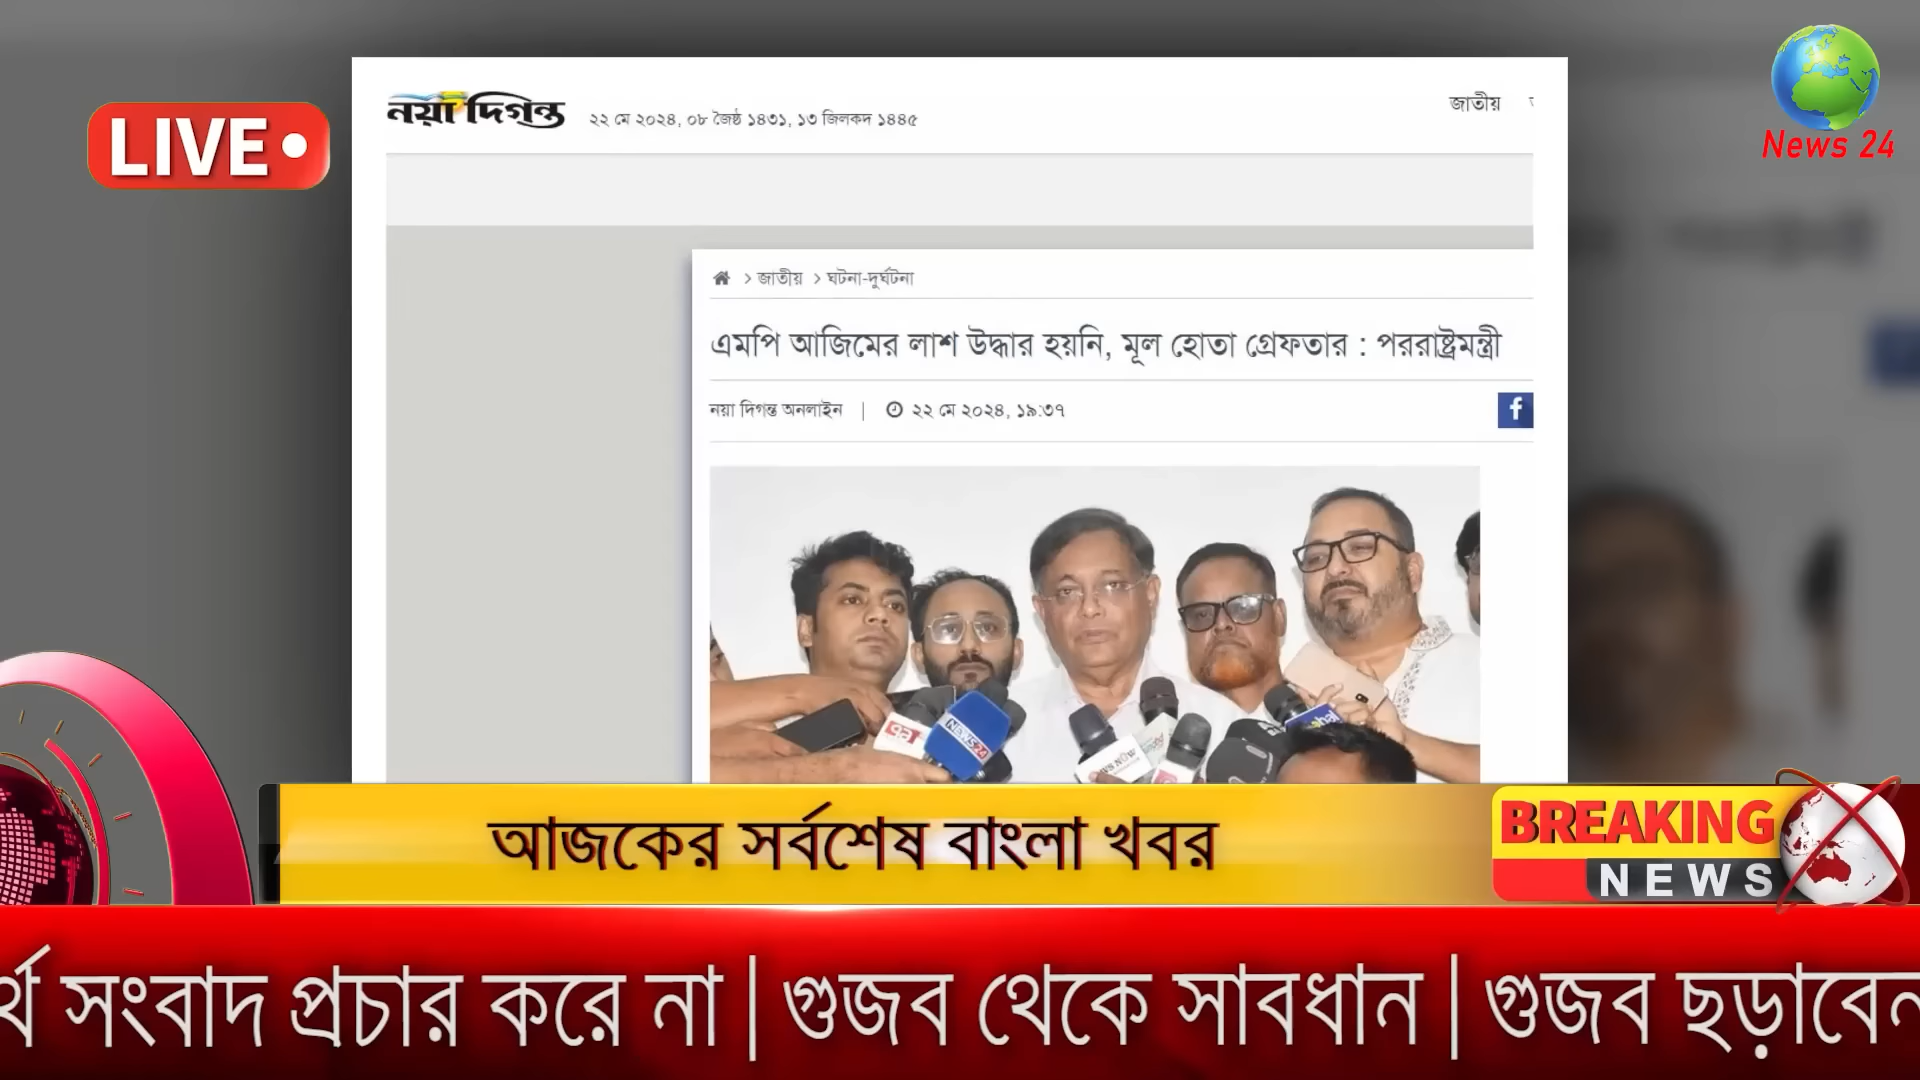 LIVE
News 24
নয়া দিগন্ত
২২ মে ২০২৪, ০৮ জৈষ্ঠ ১৪৩১, ১৩ জিলকদ ১৪৪৫
জাতীয়
> জাতীয় > ঘটনা-দুর্ঘটনা
এমপি আজিমের লাশ উদ্ধার হয়নি, মূল হোতা গ্রেফতার : পররাষ্ট্রমন্ত্রী
নয়া দিগন্ত অনলাইন | ২২ মে ২০২৪, ১৯:৩৭
f
NEWS24
আজকের সর্বশেষ বাংলা খবর
BREAKING
NEWS
র্থ সংবাদ প্রচার করে না | গুজব থেকে সাবধান | গুজব ছড়াবেন